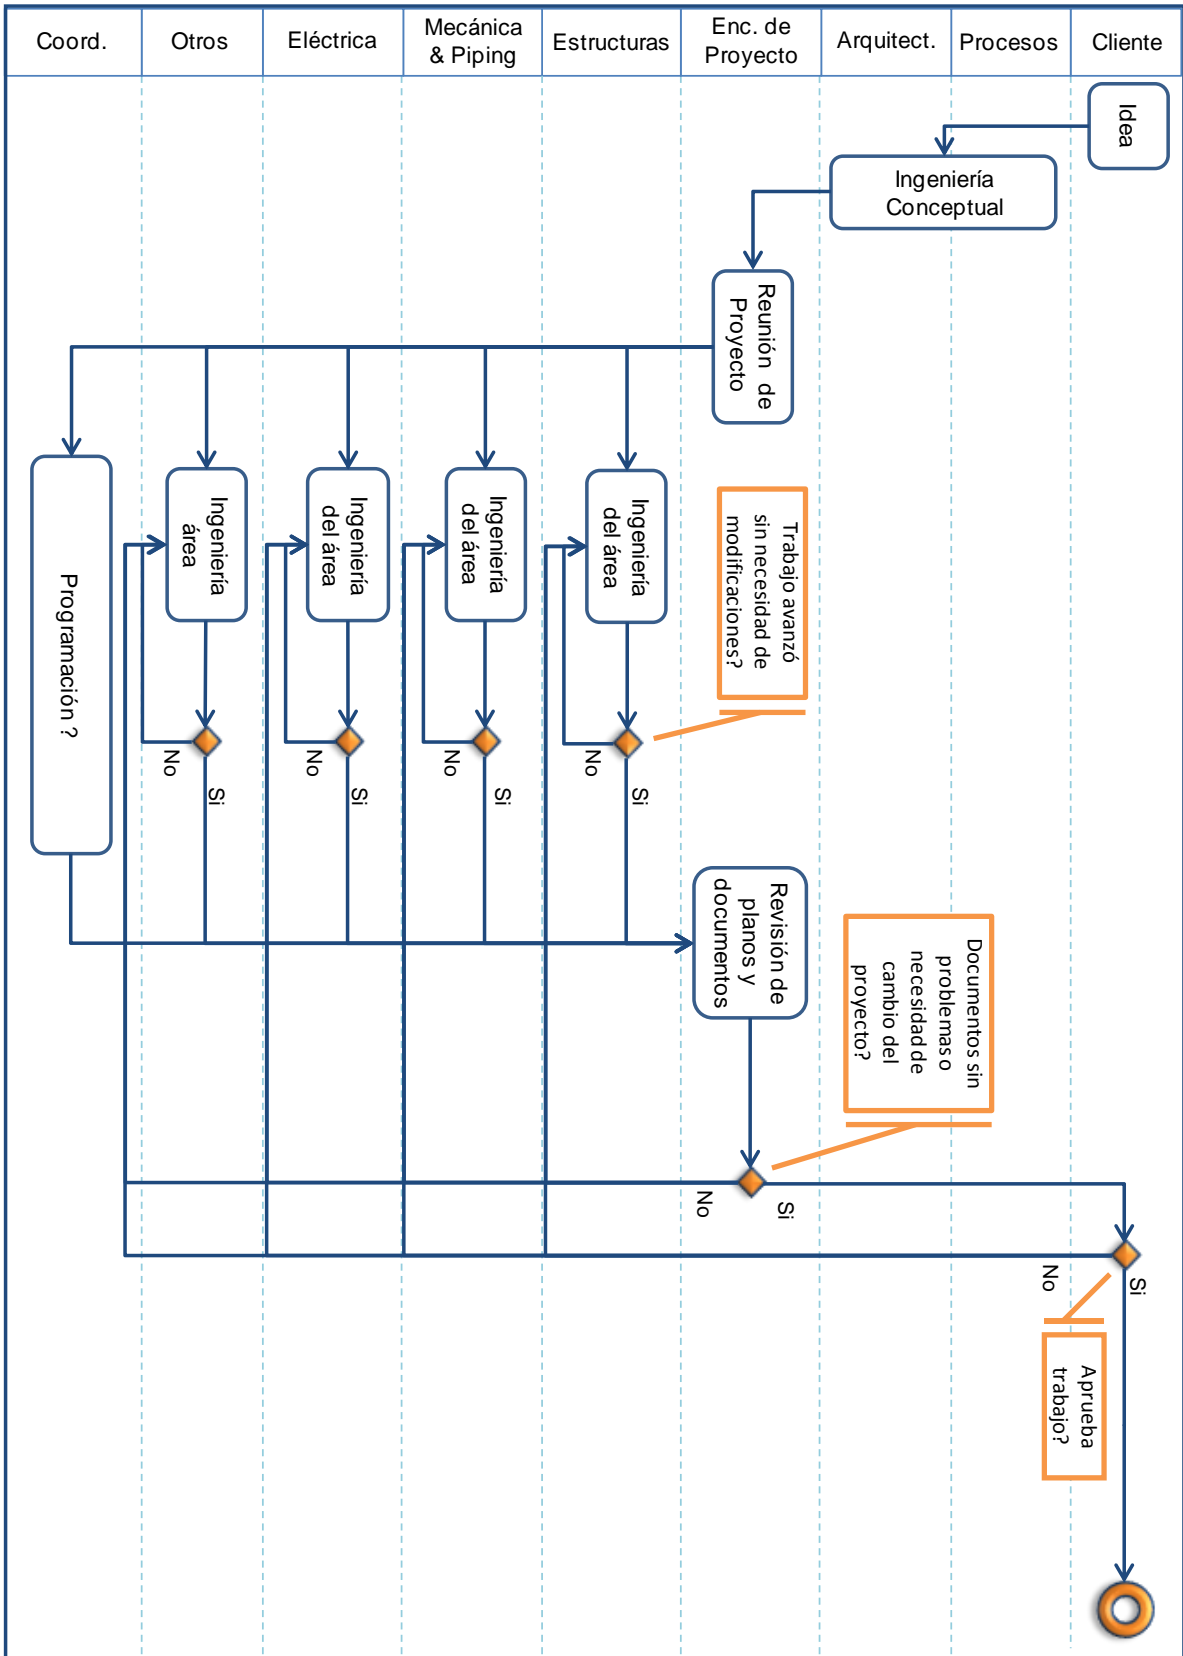 Coord.
Otros
Eléctrica
Mecánica
& Piping
Estructuras
Enc. de
Proyecto
Arquitect.
Procesos
Cliente
Idea
Ingeniería
Conceptual
Reunión de
Proyecto
Programación ?
Ingeniería
área
Ingeniería
del área
Ingeniería
del área
Ingeniería
del área
Trabajo avanzó
sin necesidad de
modificaciones?
No
Si
No
Si
No
Si
No
Si
Revisión de
planos y
documentos
Documentos sin
problemas o
necesidad de
cambio del
proyecto?
No
Si
No
Si
Aprueba
trabajo?